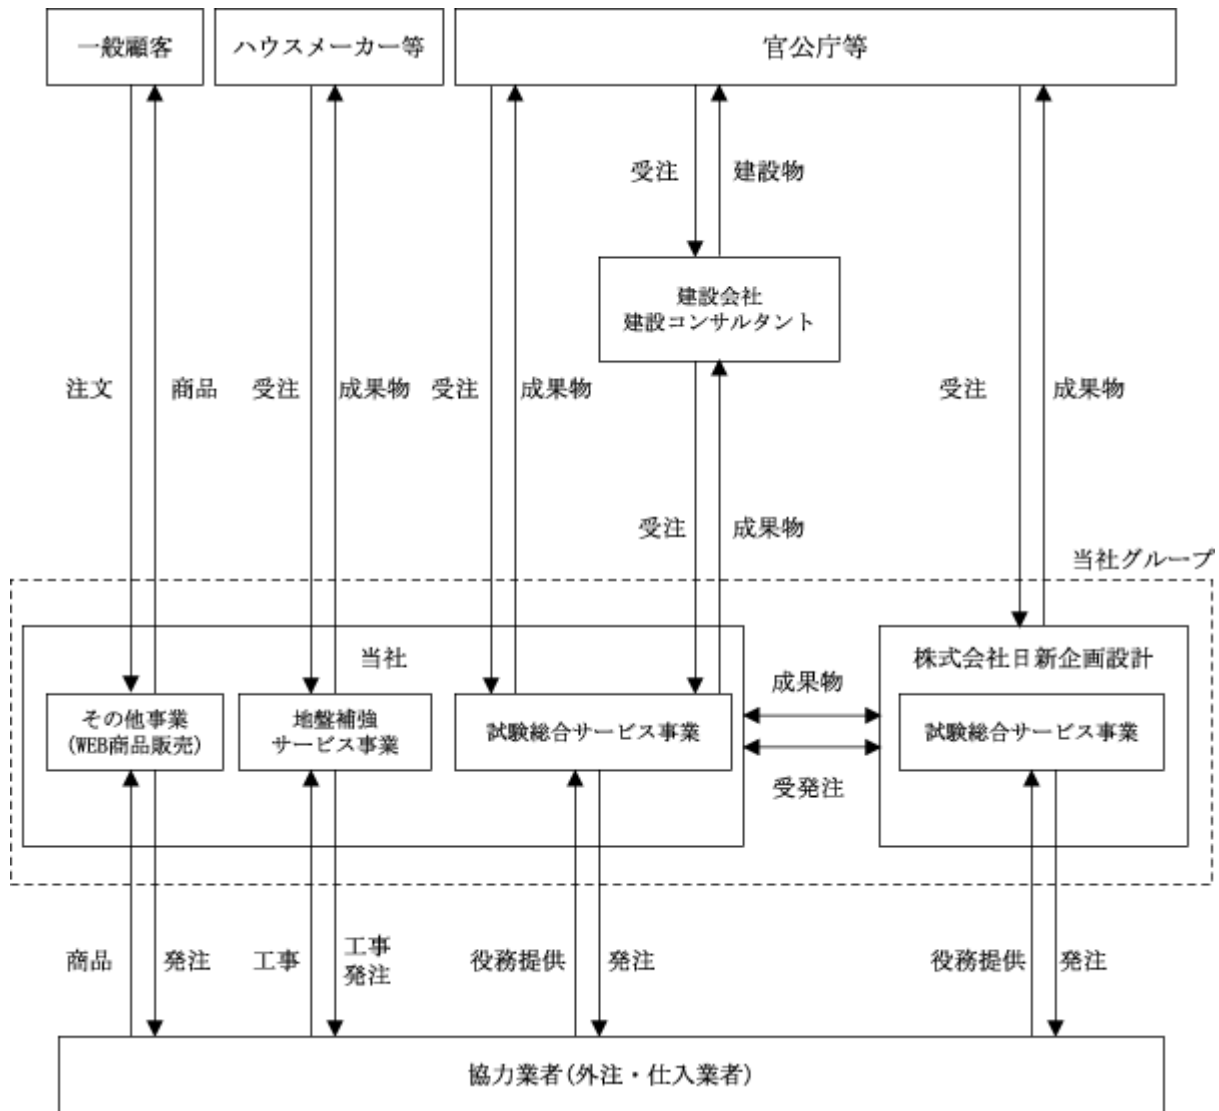 一般顧客
ハウスメーカー等
官公庁等
受注
建設物
建設会社
建設コンサルタント
注文
商品
受注
成果物
受注
成果物
受注
成果物
受注
成果物
当社グループ
当社
株式会社日新企画設計
その他事業
(WEB商品販売)
地盤補強
サービス事業
試験総合サービス事業
成果物
受発注
試験総合サービス事業
商品
発注
工事
工事
発注
役務提供
発注
役務提供
発注
協力業者(外注・仕入業者)